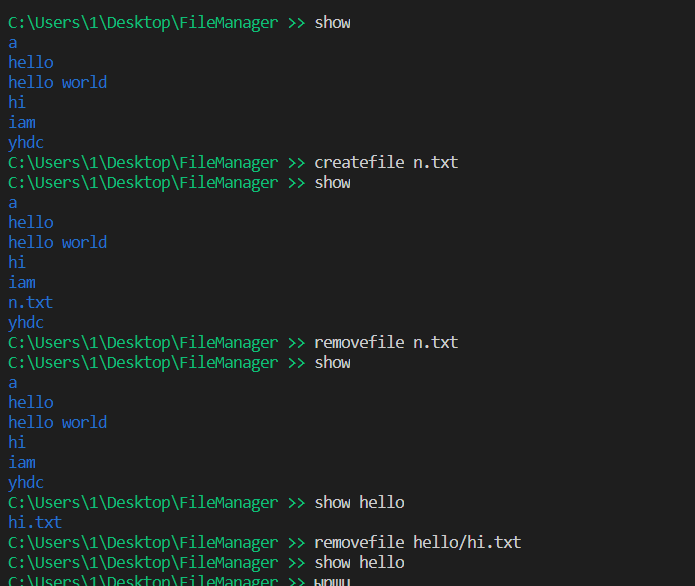 C:\Users\1\Desktop\FileManager >> show
a
hello
hello world
hi
iam
yhdc
C:\Users\1\Desktop\FileManager >> createfile n.txt
C:\Users\1\Desktop\FileManager >> show
a
hello
hello world
hi
iam
n.txt
yhdc
C:\Users\1\Desktop\FileManager >> removefile n.txt
C:\Users\1\Desktop\FileManager >> show
a
hello
hello world
hi
iam
yhdc
C:\Users\1\Desktop\FileManager >> show hello
hi.txt
C:\Users\1\Desktop\FileManager >> removefile hello/hi.txt
C:\Users\1\Desktop\FileManager >> show hello
C:\Users\1\Desktop\FileManager >>